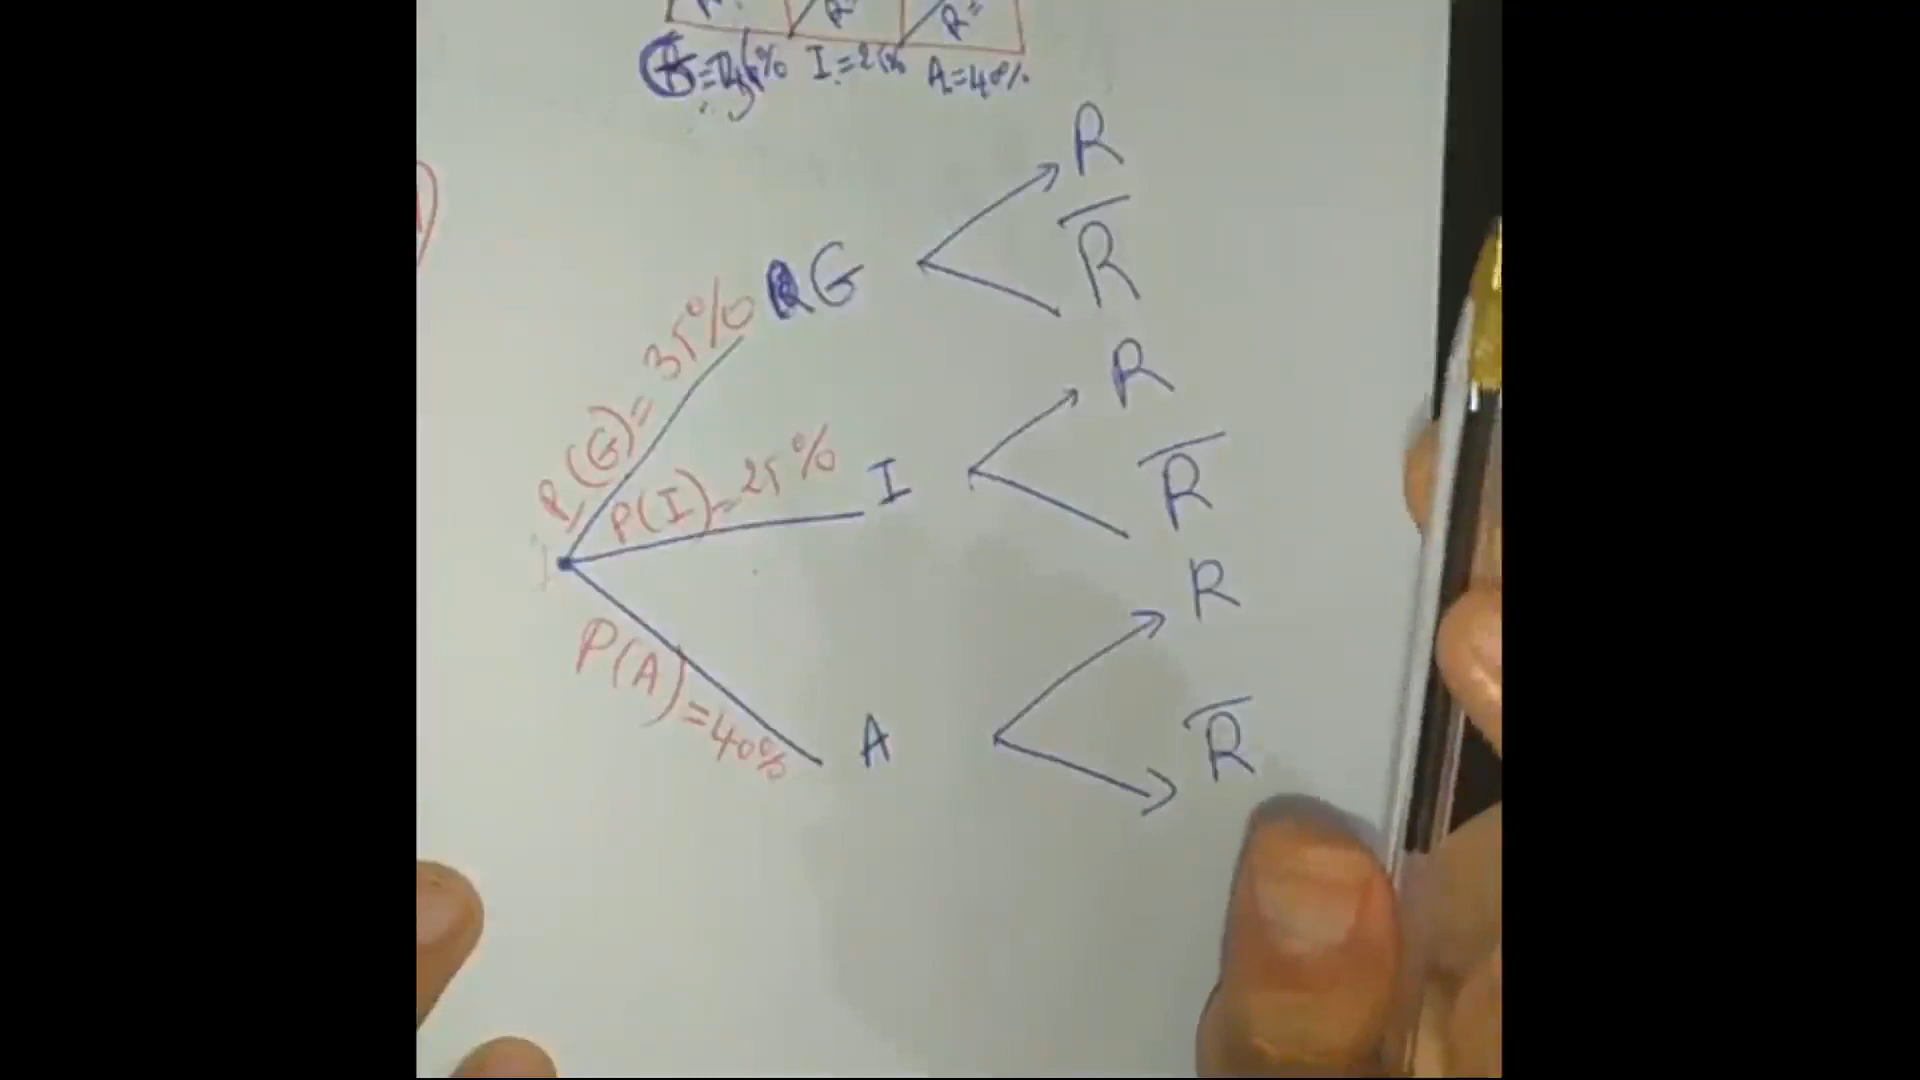 R=
R=
I=25% A=40%
R
R̅
G
P(G)=35%
R
R̅
I
P(I)=25%
R
R̅
A
P(A)=40%